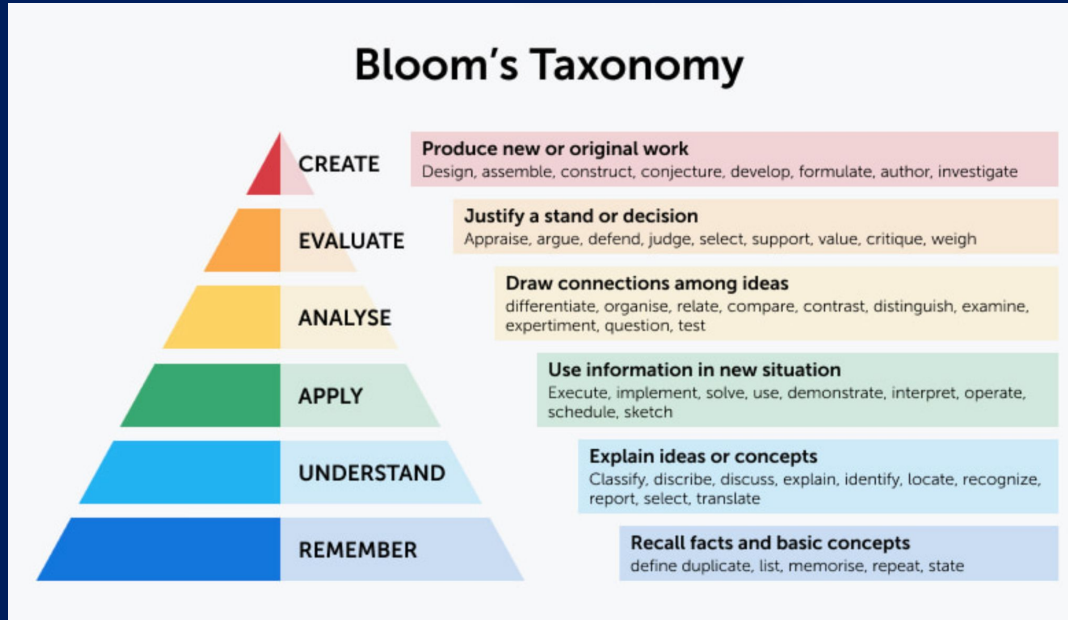 Bloom's Taxonomy
CREATE
Produce new or original work
Design, assemble, construct, conjecture, develop, formulate, author, investigate
EVALUATE
Justify a stand or decision
Appraise, argue, defend, judge, select, support, value, critique, weigh
ANALYSE
Draw connections among ideas
differentiate, organise, relate, compare, contrast, distinguish, examine,
expertiment, question, test
APPLY
Use information in new situation
Execute, implement, solve, use, demonstrate, interpret, operate,
schedule, sketch
UNDERSTAND
Explain ideas or concepts
Classify, discribe, discuss, explain, identify, locate, recognize,
report, select, translate
REMEMBER
Recall facts and basic concepts
define duplicate, list, memorise, repeat, state